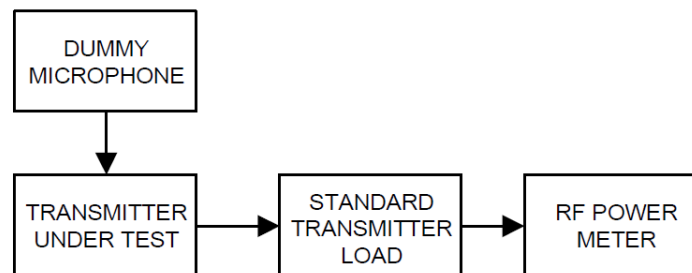 DUMMY
MICROPHONE
TRANSMITTER
UNDER TEST
STANDARD
TRANSMITTER
LOAD
RF POWER
METER